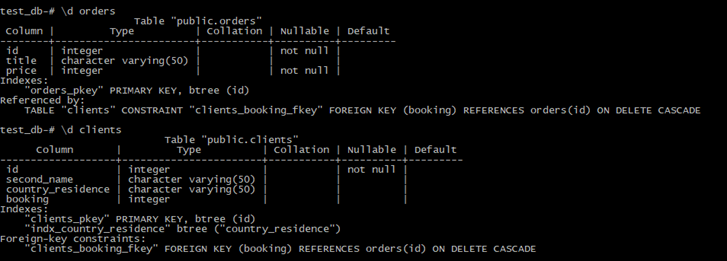 test_db-# \d orders
                      Table "public.orders"
 Column |         Type          | Collation | Nullable | Default
--------+-----------------------+-----------+----------+---------
 id     | integer               |           | not null |
 title  | character varying(50) |           |          |
 price  | integer               |           | not null |
Indexes:
    "orders_pkey" PRIMARY KEY, btree (id)
Referenced by:
    TABLE "clients" CONSTRAINT "clients_booking_fkey" FOREIGN KEY (booking) REFERENCES orders(id) ON DELETE CASCADE
test_db-# \d clients
                           Table "public.clients"
      Column       |         Type          | Collation | Nullable | Default
-------------------+-----------------------+-----------+----------+---------
 id                | integer               |           | not null |
 second_name       | character varying(50) |           |          |
 country_residence | character varying(50) |           |          |
 booking           | integer               |           |          |
Indexes:
    "clients_pkey" PRIMARY KEY, btree (id)
    "indx_country_residence" btree ("country_residence")
Foreign-key constraints:
    "clients_booking_fkey" FOREIGN KEY (booking) REFERENCES orders(id) ON DELETE CASCADE